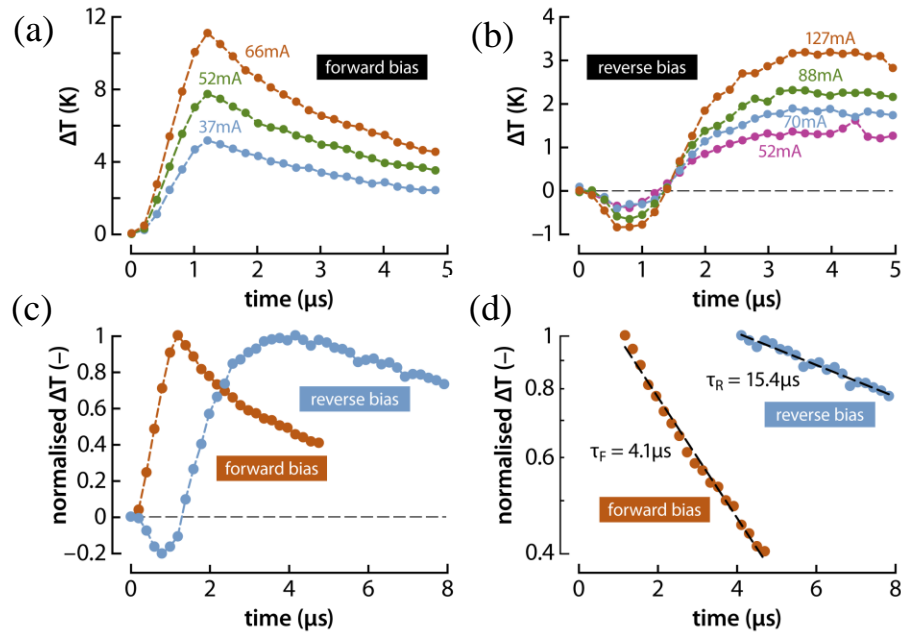 (a)
12
8
4
0
ΔT (K)
66mA
52mA
37mA
forward bias
0 1 2 3 4 5
time (μs)
(b)
4
3
2
1
0
−1
ΔT (K)
127mA
88mA
70mA
52mA
reverse bias
0 1 2 3 4 5
time (μs)
(c)
1
0.8
0.6
0.4
0
−0.2
normalised ΔT (–)
reverse bias
forward bias
0 2 4 6 8
time (μs)
(d)
1
0.8
0.6
0.4
normalised ΔT (–)
τR = 15.4μs
reverse bias
τF = 4.1μs
forward bias
0 2 4 6 8
time (μs)